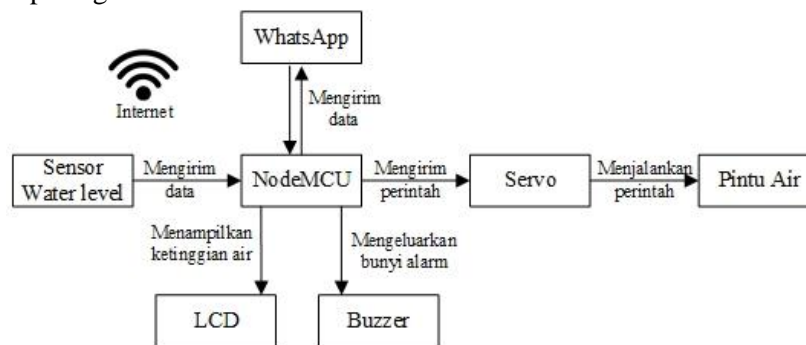 WhatsApp
Internet
Mengirim
data
Sensor
Water level
Mengirim
data
NodeMCU
Mengirim
perintah
Servo
Menjalankan
perintah
Pintu Air
Menampilkan
ketinggian air
Mengeluarkan
bunyi alarm
LCD
Buzzer